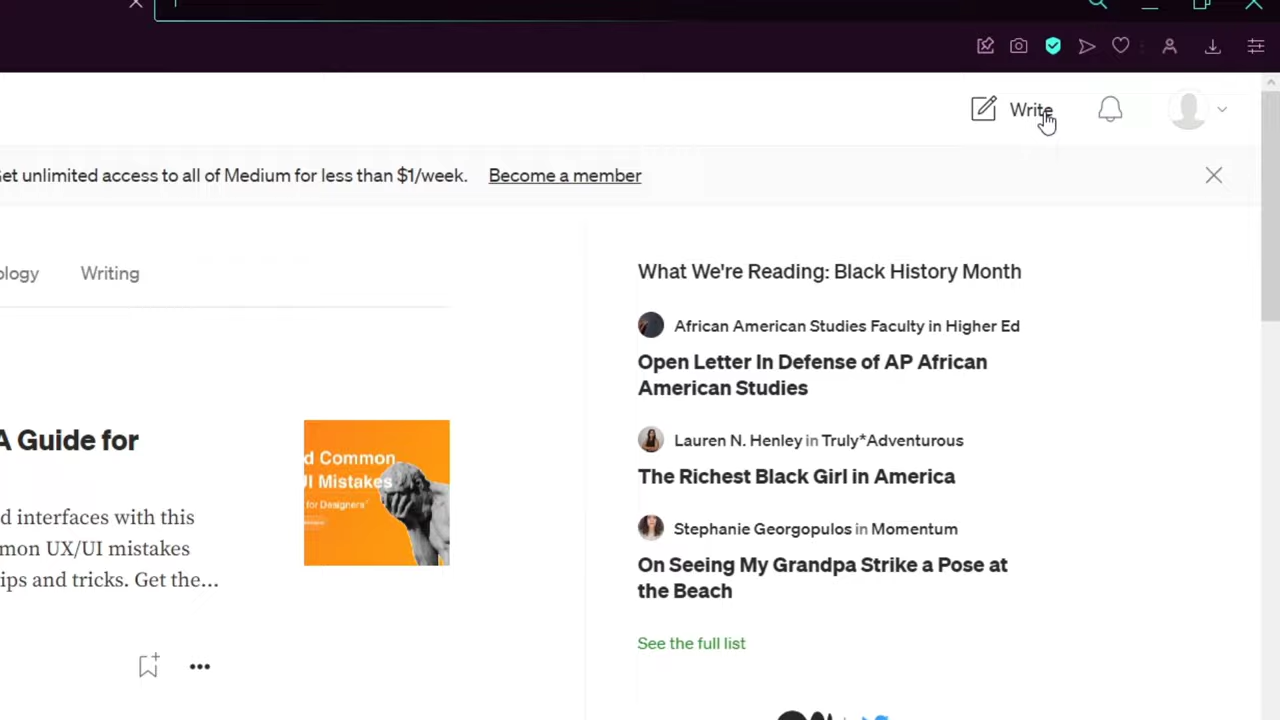 Write
et unlimited access to all of Medium for less than $1/week. Become a member
ology Writing
What We're Reading: Black History Month
African American Studies Faculty in Higher Ed
Open Letter In Defense of AP African
American Studies
Lauren N. Henley in Truly*Adventurous
The Richest Black Girl in America
Stephanie Georgopulos in Momentum
On Seeing My Grandpa Strike a Pose at
the Beach
See the full list
A Guide for
d Common
UI Mistakes
for Designers
d interfaces with this
mon UX/UI mistakes
ips and tricks. Get the...